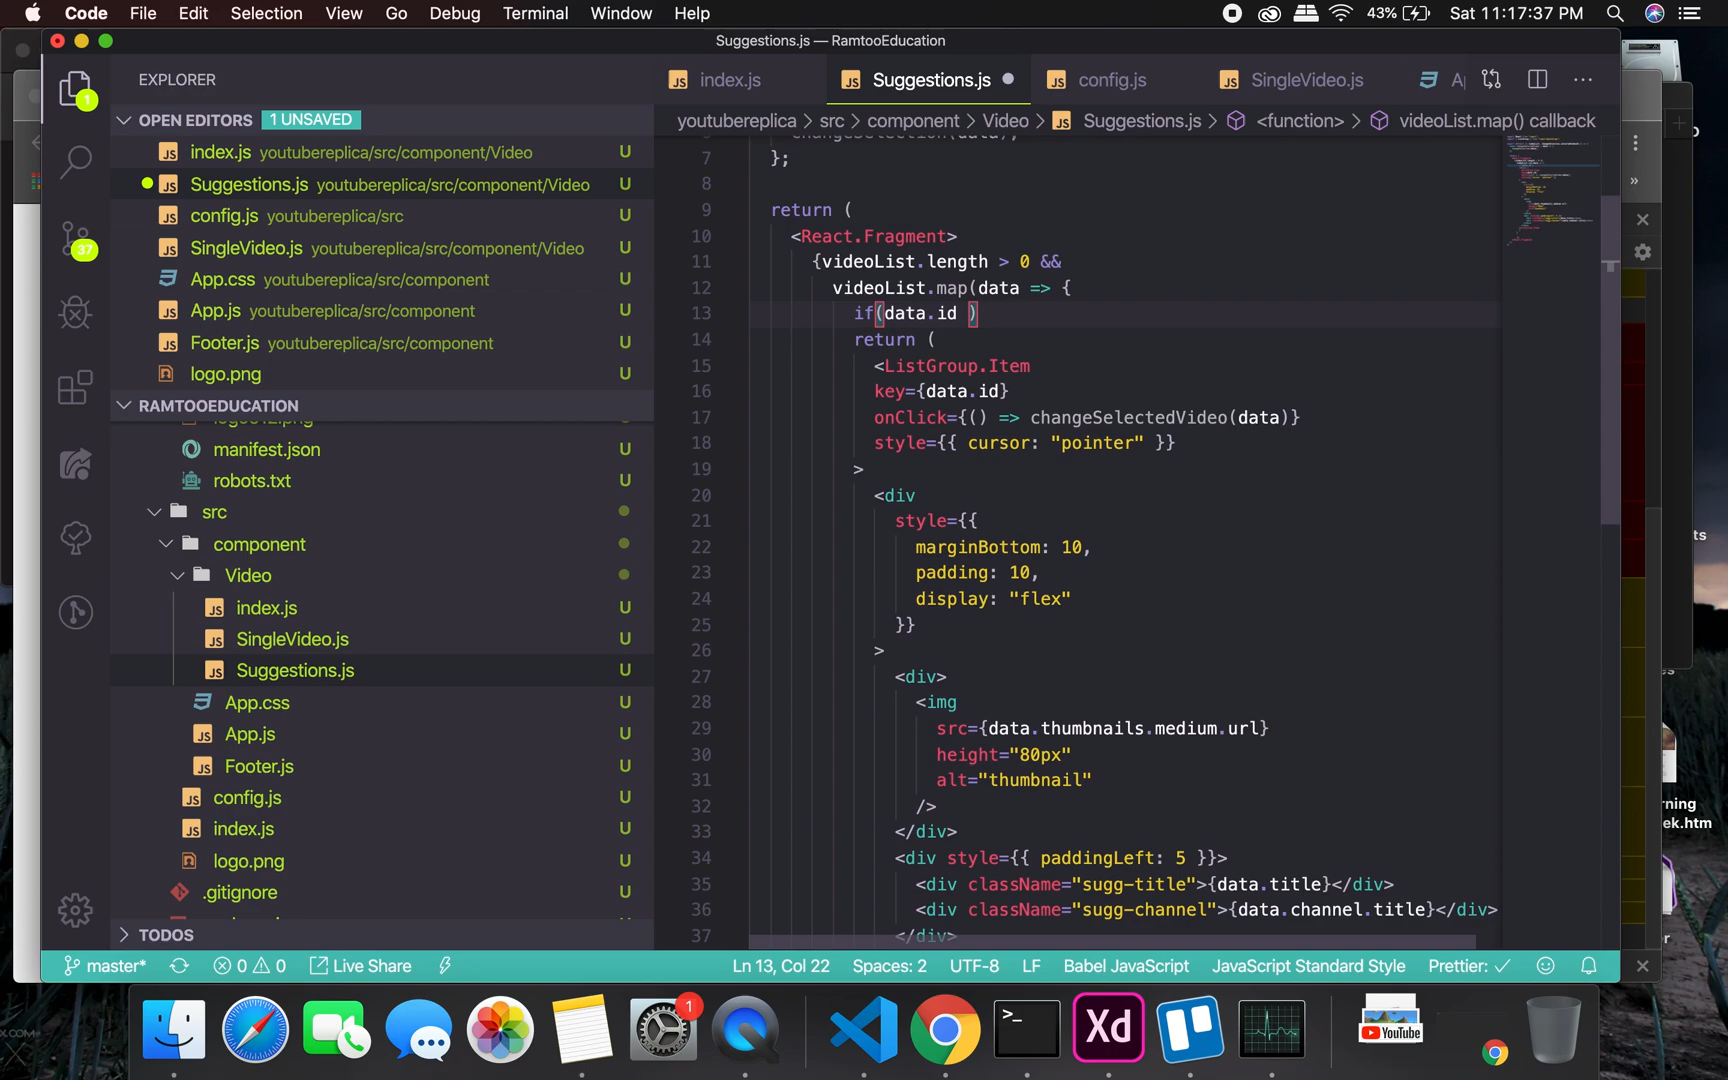 Code File Edit Selection View Go Debug Terminal Window Help 43% Sat 11:17:37 PM
Suggestions.js — RamtooEducation
EXPLORER
OPEN EDITORS 1 UNSAVED
index.js youtubereplica/src/component/Video U
Suggestions.js youtubereplica/src/component/Video U
config.js youtubereplica/src U
SingleVideo.js youtubereplica/src/component/Video U
App.css youtubereplica/src/component U
App.js youtubereplica/src/component U
Footer.js youtubereplica/src/component U
logo.png U
RAMTOOEDUCATION
manifest.json U
robots.txt U
src
component
Video
index.js U
SingleVideo.js U
Suggestions.js U
App.css U
App.js U
Footer.js U
config.js U
index.js U
logo.png U
.gitignore U
TODOS
1
37
index.js Suggestions.js config.js SingleVideo.js
youtubereplica > src > component > Video > Suggestions.js > <function> > videoList.map() callback
changeSelection(data);
7 };
8
9 return (
10 <React.Fragment>
11 {videoList.length > 0 &&
12 videoList.map(data => {
13 if(data.id )
14 return (
15 <ListGroup.Item
16 key={data.id}
17 onClick={() => changeSelectedVideo(data)}
18 style={{ cursor: "pointer" }}
19 >
20 <div
21 style={{
22 marginBottom: 10,
23 padding: 10,
24 display: "flex"
25 }}
26 >
27 <div>
28 <img
29 src={data.thumbnails.medium.url}
30 height="80px"
31 alt="thumbnail"
32 />
33 </div>
34 <div style={{ paddingLeft: 5 }}>
35 <div className="sugg-title">{data.title}</div>
36 <div className="sugg-channel">{data.channel.title}</div>
37 </div>
master* 0 0 Live Share Ln 13, Col 22 Spaces: 2 UTF-8 LF Babel JavaScript JavaScript Standard Style Prettier: ✓
ts
rning
ek.htm
1
>_
Xd
YouTube